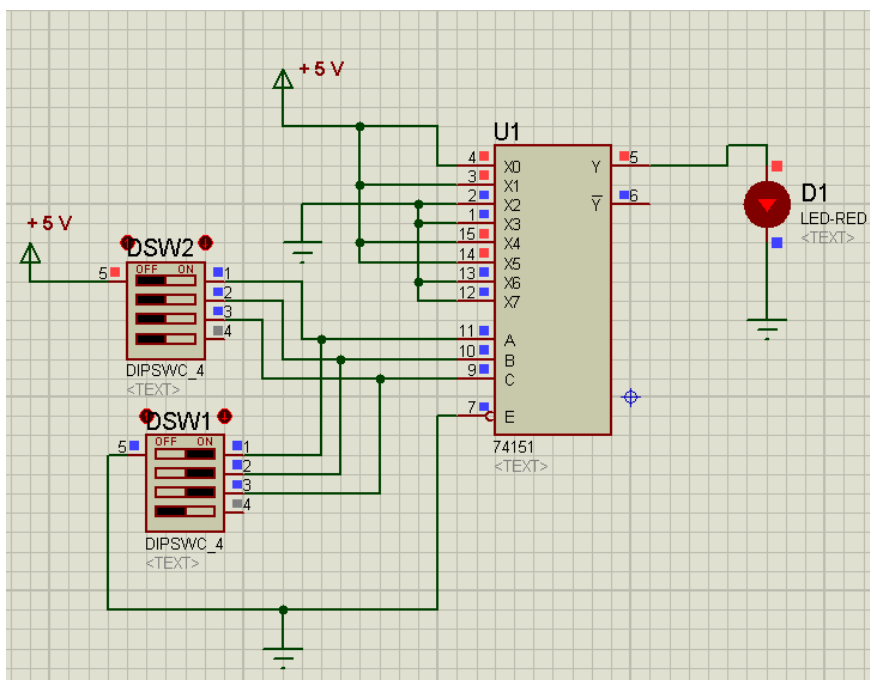 + 5 V
U1
4 X0 Y 5
3 X1
2 X2 Y 6
1 X3
15 X4
14 X5
13 X6
12 X7
11 A
10 B
9 C
7 E
74151
<TEXT>
D1
LED-RED
<TEXT>
+ 5 V
DSW2
OFF ON
5 1
2
3
4
DIPSWC_4
<TEXT>
DSW1
OFF ON
5 1
2
3
4
DIPSWC_4
<TEXT>